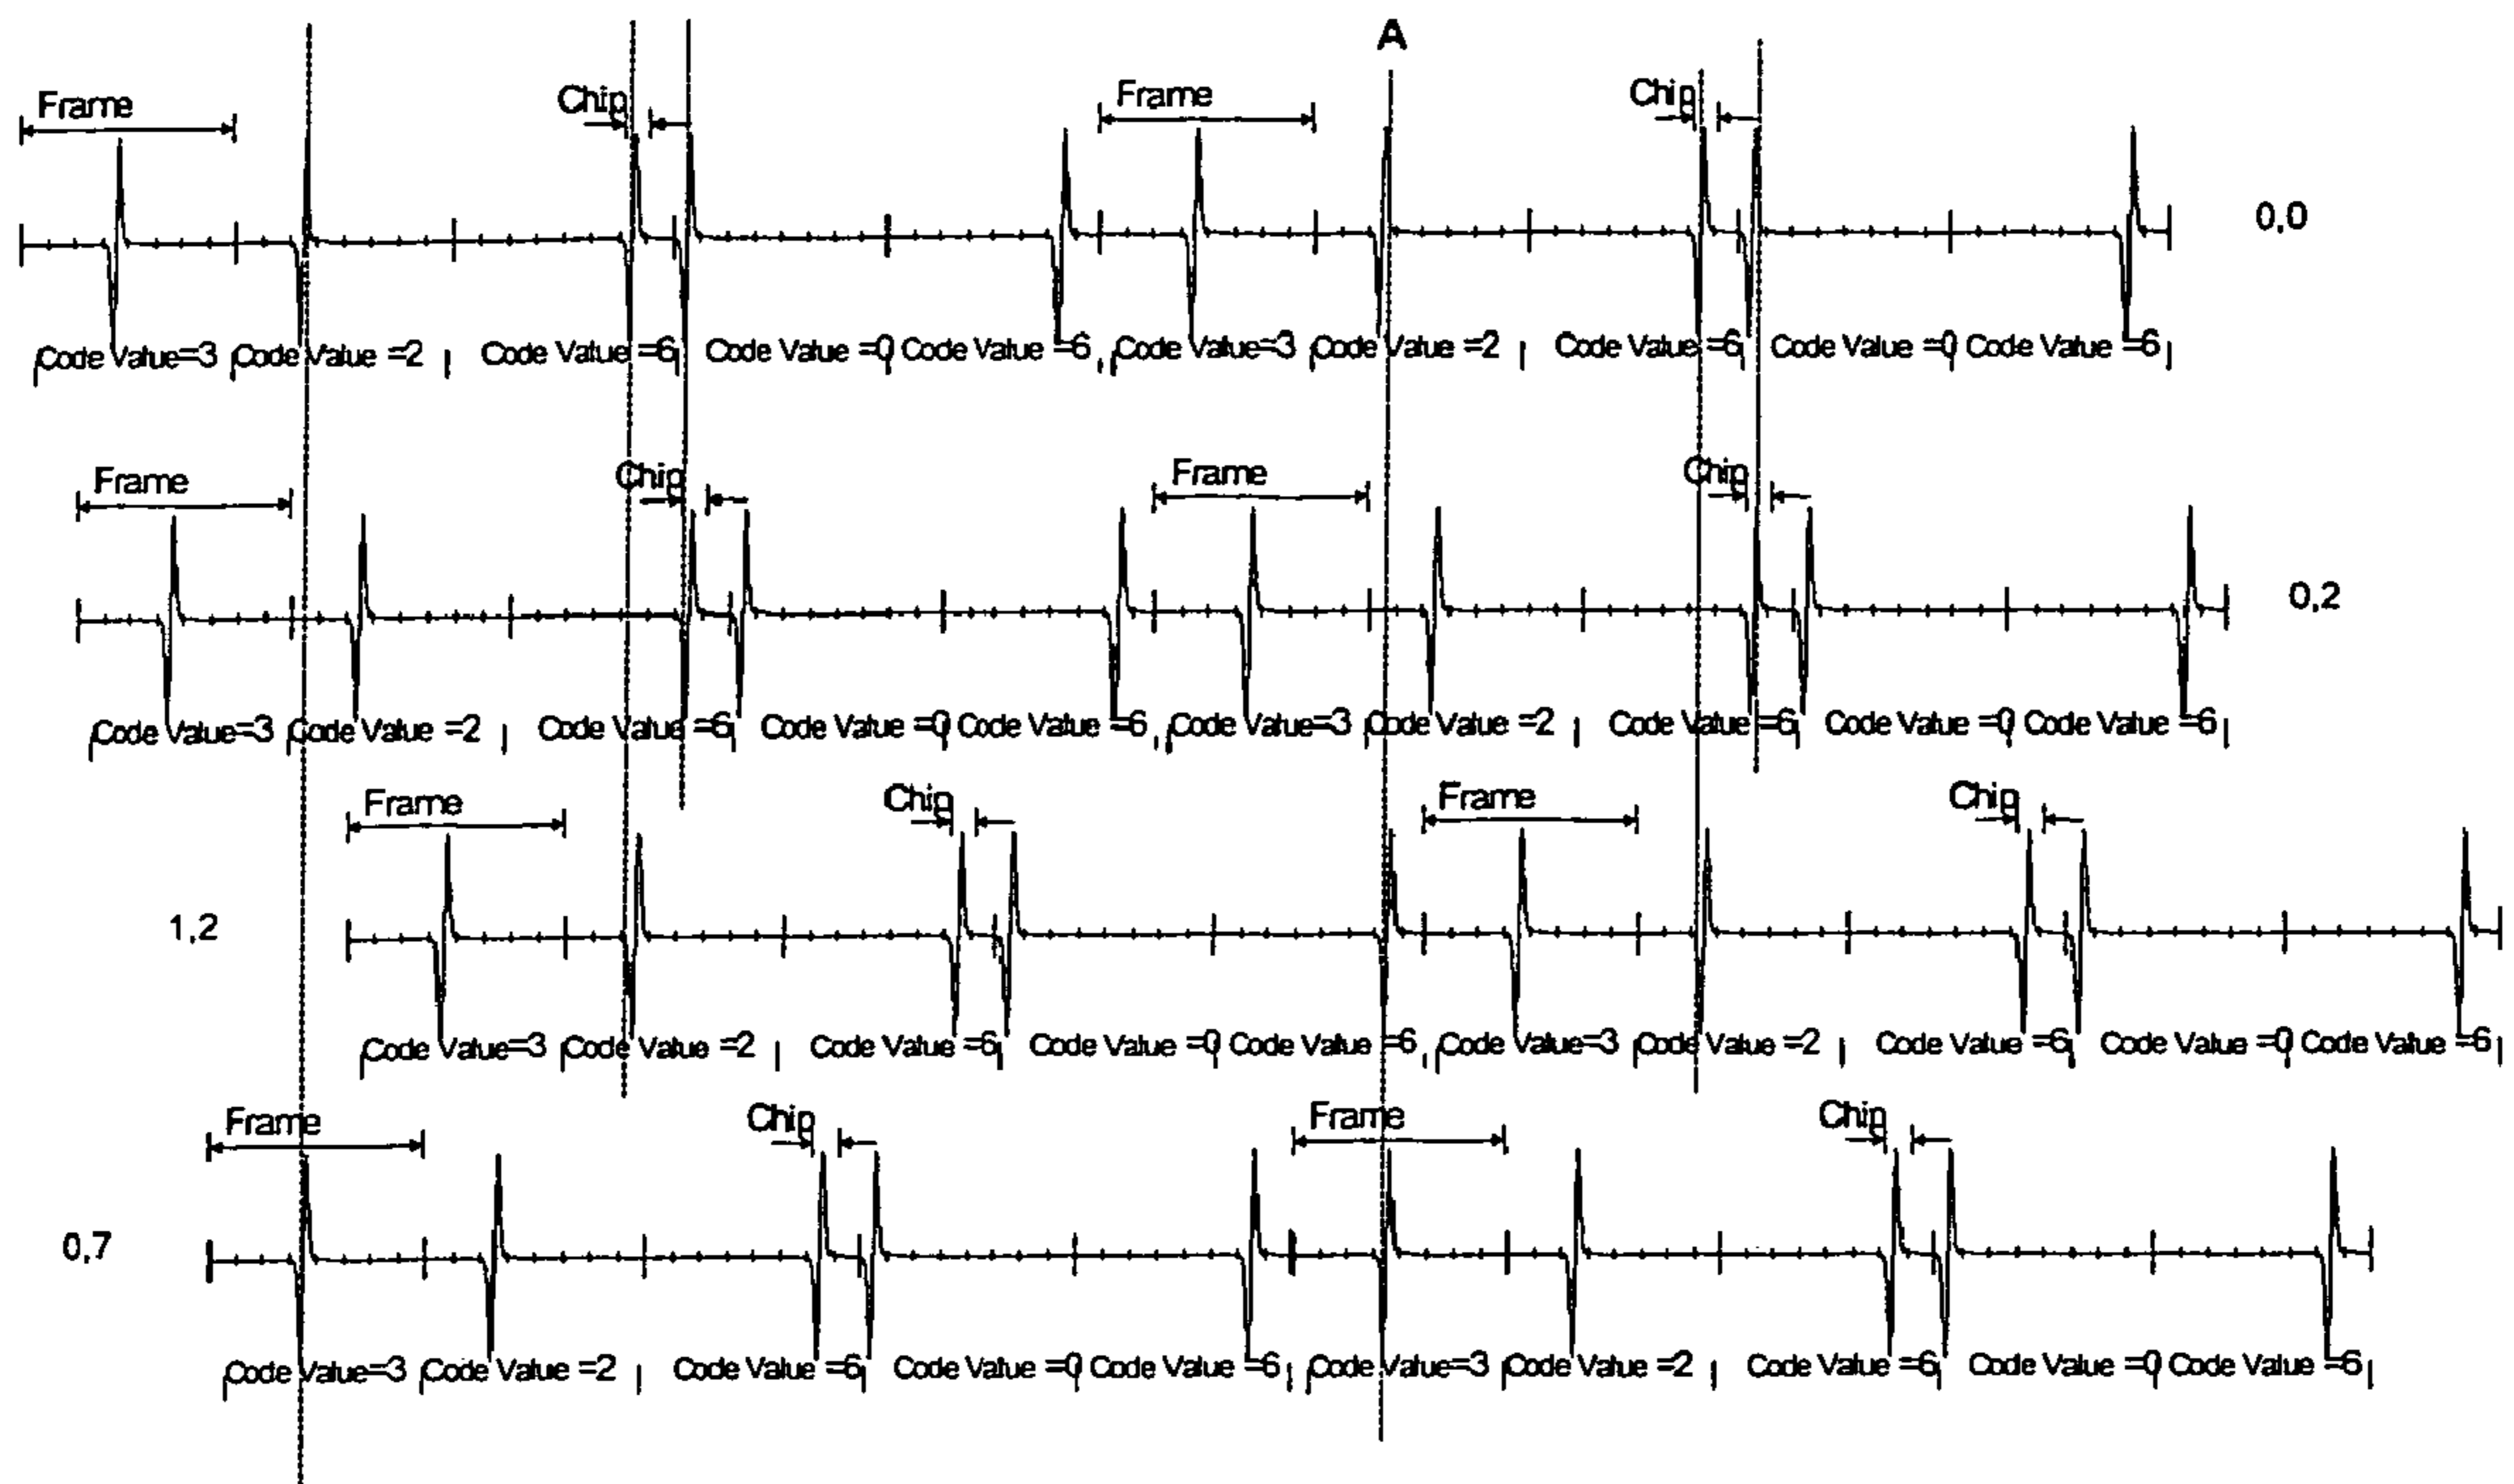 A
Frame Chip Frame Chip
0,0
Code Value=3 Code Value =2 Code Value =6 Code Value =0 Code Value =6 Code Value=3 Code Value =2 Code Value =6 Code Value =0 Code Value =6
Frame Chip Frame Chip
0,2
Code Value=3 Code Value =2 Code Value =6 Code Value =0 Code Value =6 Code Value=3 Code Value =2 Code Value =6 Code Value =0 Code Value =6
Frame Chip Frame Chip
1,2
Code Value=3 Code Value =2 Code Value =6 Code Value =0 Code Value =6 Code Value=3 Code Value =2 Code Value =6 Code Value =0 Code Value =6
Frame Chip Frame Chip
0,7
Code Value=3 Code Value =2 Code Value =6 Code Value =0 Code Value =6 Code Value=3 Code Value =2 Code Value =6 Code Value =0 Code Value =6